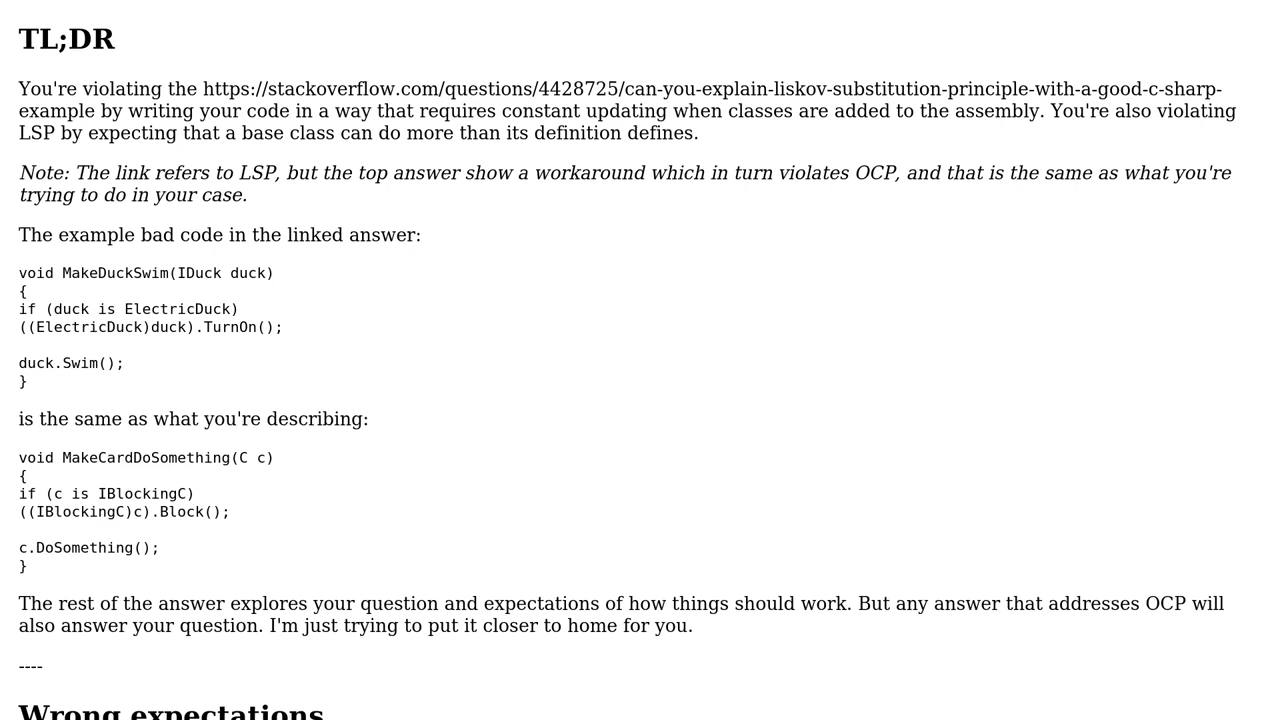 TL;DR
You're violating the https://stackoverflow.com/questions/4428725/can-you-explain-liskov-substitution-principle-with-a-good-c-sharp-
example by writing your code in a way that requires constant updating when classes are added to the assembly. You're also violating
LSP by expecting that a base class can do more than its definition defines.
Note: The link refers to LSP, but the top answer show a workaround which in turn violates OCP, and that is the same as what you're
trying to do in your case.
The example bad code in the linked answer:
void MakeDuckSwim(IDuck duck)
{
if (duck is ElectricDuck)
((ElectricDuck)duck).TurnOn();
duck.Swim();
}
is the same as what you're describing:
void MakeCardDoSomething(C c)
{
if (c is IBlockingC)
((IBlockingC)c).Block();
c.DoSomething();
}
The rest of the answer explores your question and expectations of how things should work. But any answer that addresses OCP will
also answer your question. I'm just trying to put it closer to home for you.
----
Wrong expectations